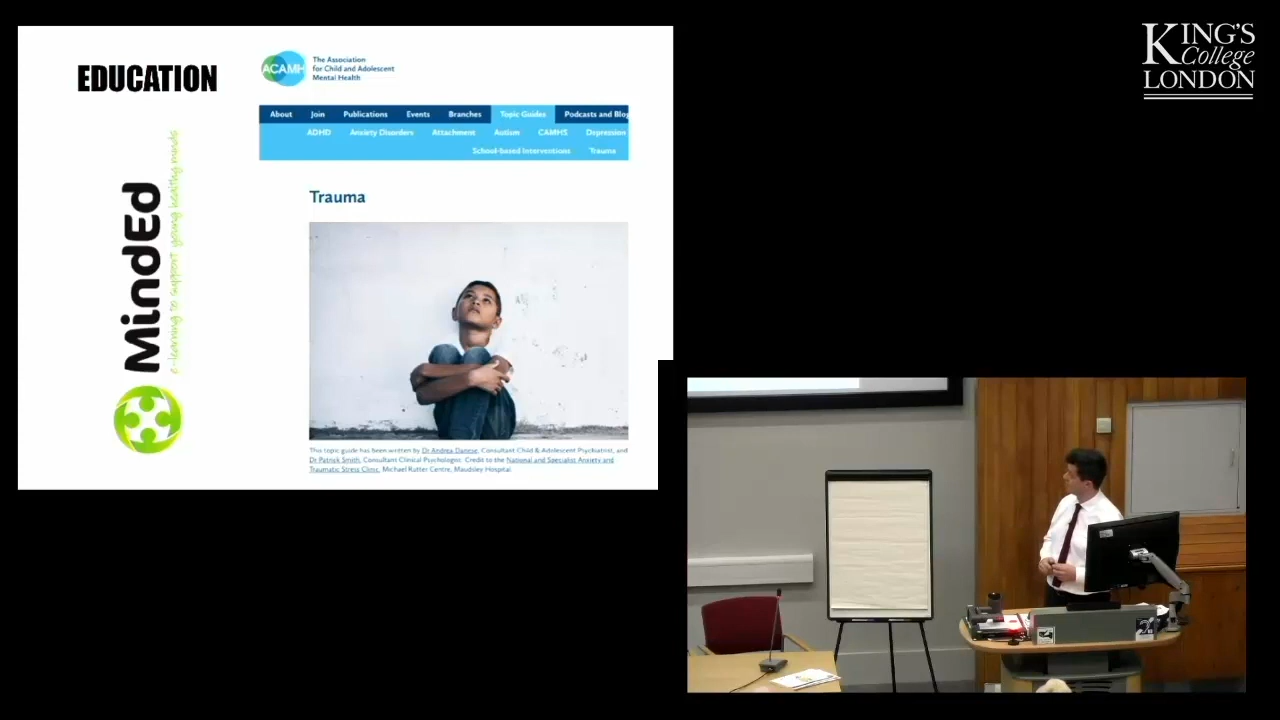 EDUCATION
MindEd
e-learning to support young healthy minds
ACAMH
The Association
for Child and Adolescent
Mental Health
About Join Publications Events Branches Topic Guides Podcasts and Blog
ADHD Anxiety Disorders Attachment Autism CAMHS Depression
School-based Interventions Trauma
Trauma
This topic guide has been written by Dr Andrea Danese, Consultant Child & Adolescent Psychiatrist, and
Dr Patrick Smith, Consultant Clinical Psychologist. Credit to the National and Specialist Anxiety and
Traumatic Stress Clinic, Michael Rutter Centre, Maudsley Hospital.
KING'S
College
LONDON